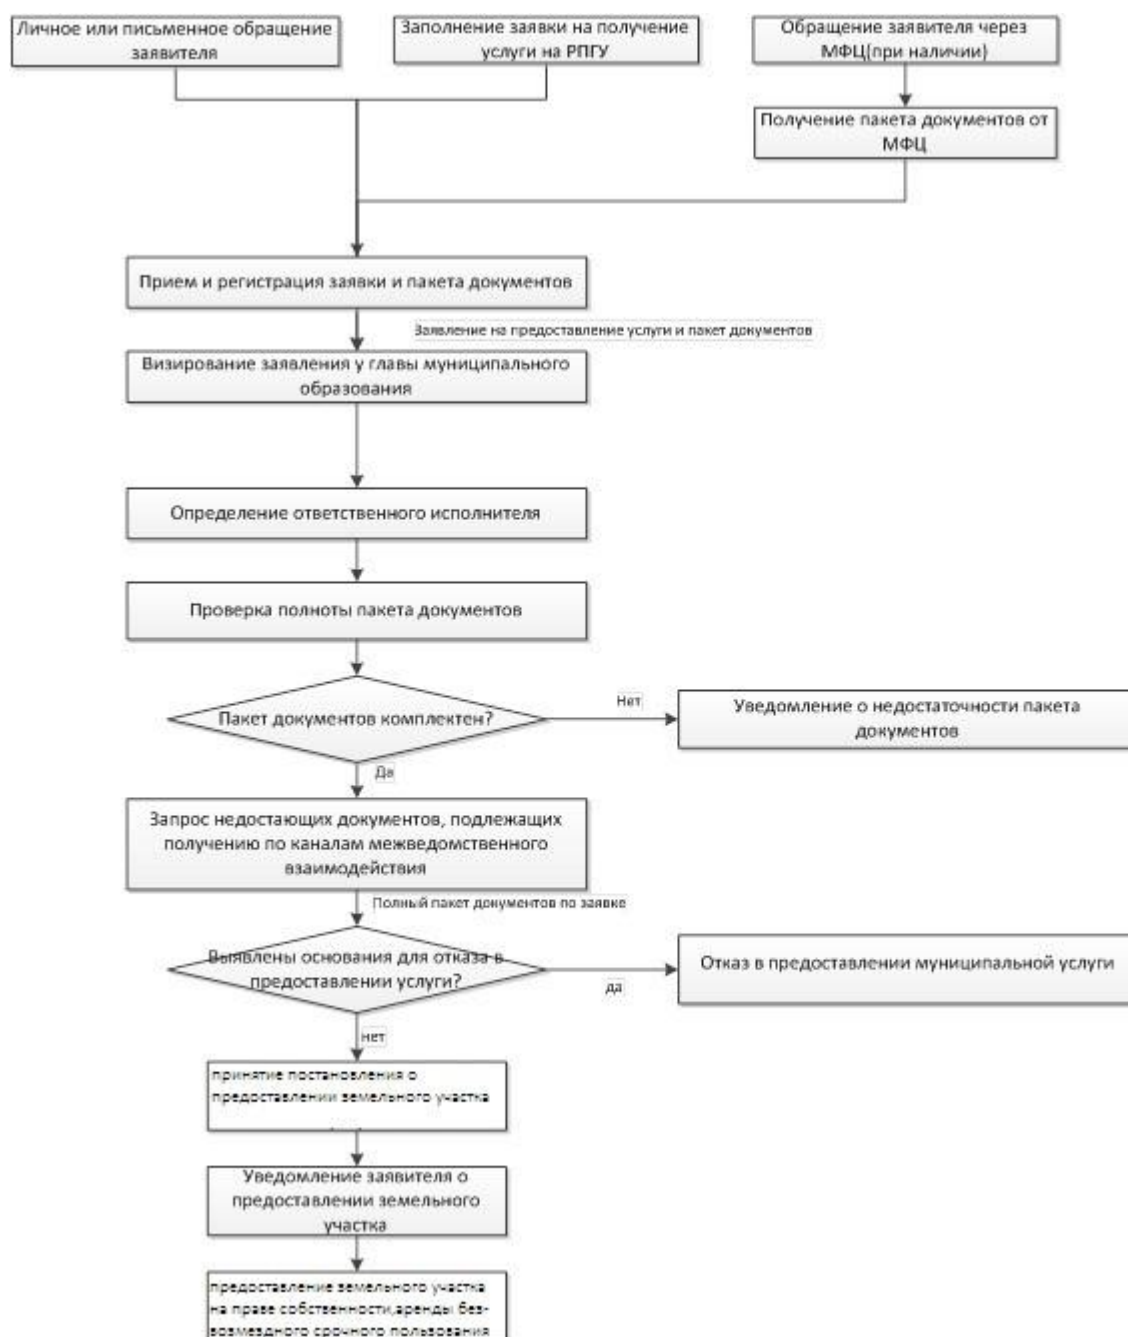 Личное или письменное обращение
заявителя
Заполнение заявки на получение
услуги на РПГУ
Обращение заявителя через
МФЦ(при наличии)
Получение пакета документов от
МФЦ
Прием и регистрация заявки и пакета документов
Заявление на предоставление услуги и пакет документов
Визирование заявления у главы муниципального
образования
Определение ответственного исполнителя
Проверка полноты пакета документов
Пакет документов комплектен?
Нет
Уведомление о недостаточности пакета
документов
Да
Запрос недостающих документов, подлежащих
получению по каналам межведомственного
взаимодействия
Полный пакет документов по заявке
Выявлены основания для отказа в
предоставлении услуги?
да
Отказ в предоставлении муниципальной услуги
нет
принятие постановления о
предоставлении земельного участка
Уведомление заявителя о
предоставлении земельного
участка
предоставление земельного участка
на праве собственности,аренды без-
возмездного срочного пользования